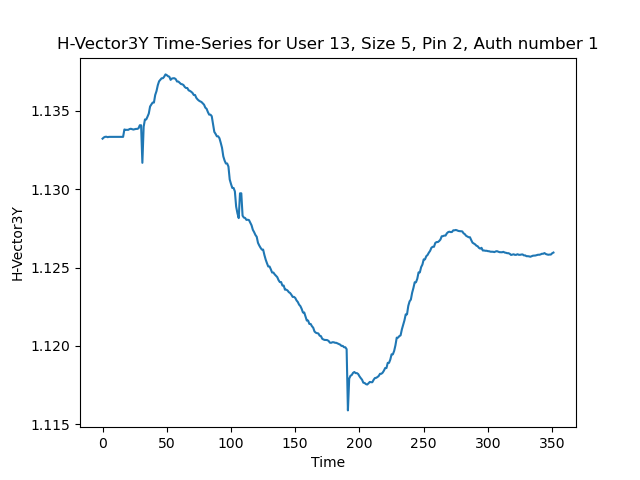 H-Vector3Y Time-Series for User 13, Size 5, Pin 2, Auth number 1
H-Vector3Y
1.135
1.130
1.125
1.120
1.115
0 50 100 150 200 250 300 350
Time